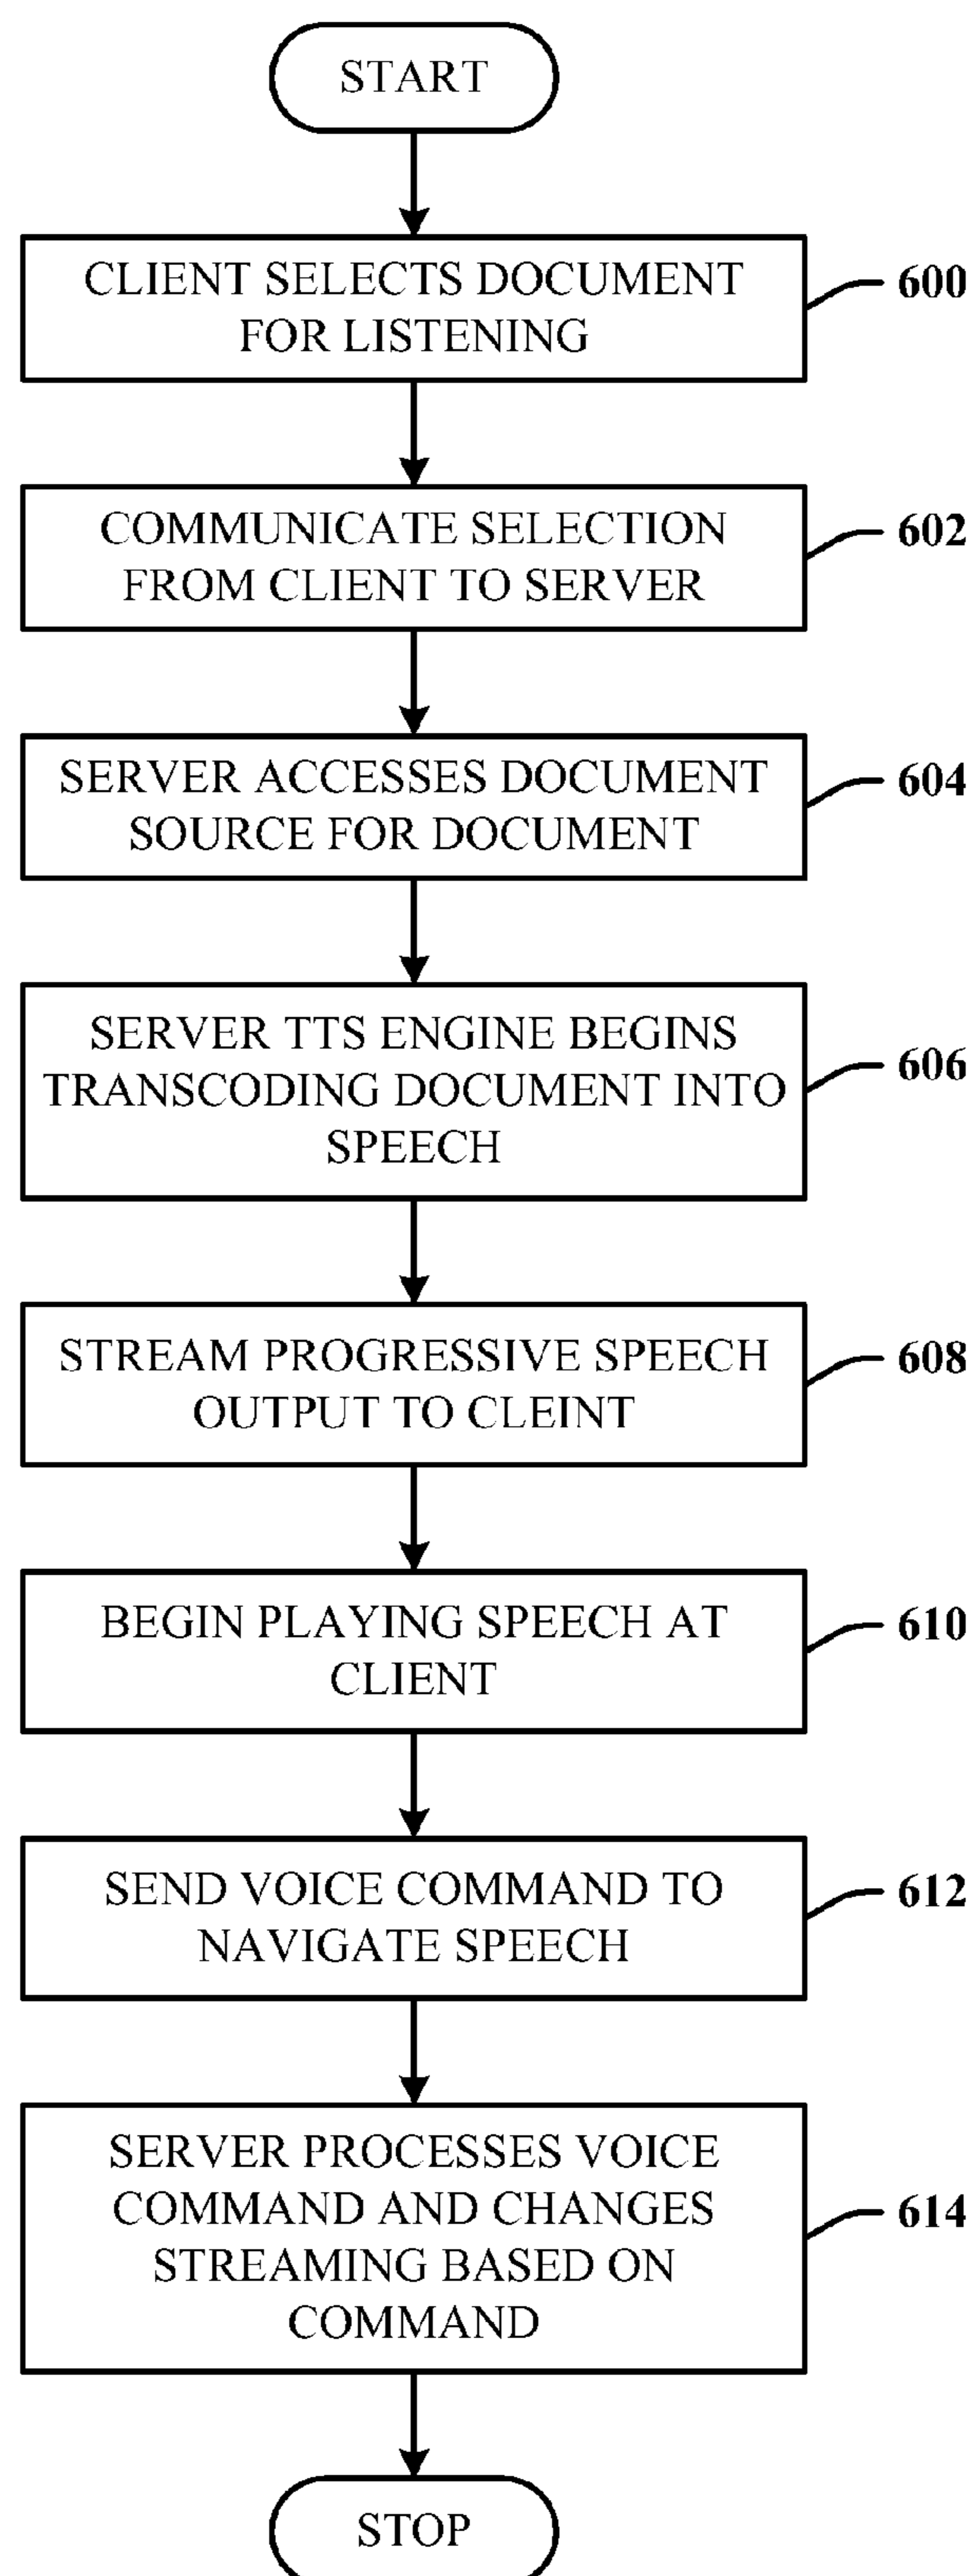 START
CLIENT SELECTS DOCUMENT
FOR LISTENING
600
COMMUNICATE SELECTION
FROM CLIENT TO SERVER
602
SERVER ACCESSES DOCUMENT
SOURCE FOR DOCUMENT
604
SERVER TTS ENGINE BEGINS
TRANSCODING DOCUMENT INTO
SPEECH
606
STREAM PROGRESSIVE SPEECH
OUTPUT TO CLEINT
608
BEGIN PLAYING SPEECH AT
CLIENT
610
SEND VOICE COMMAND TO
NAVIGATE SPEECH
612
SERVER PROCESSES VOICE
COMMAND AND CHANGES
STREAMING BASED ON
COMMAND
614
STOP